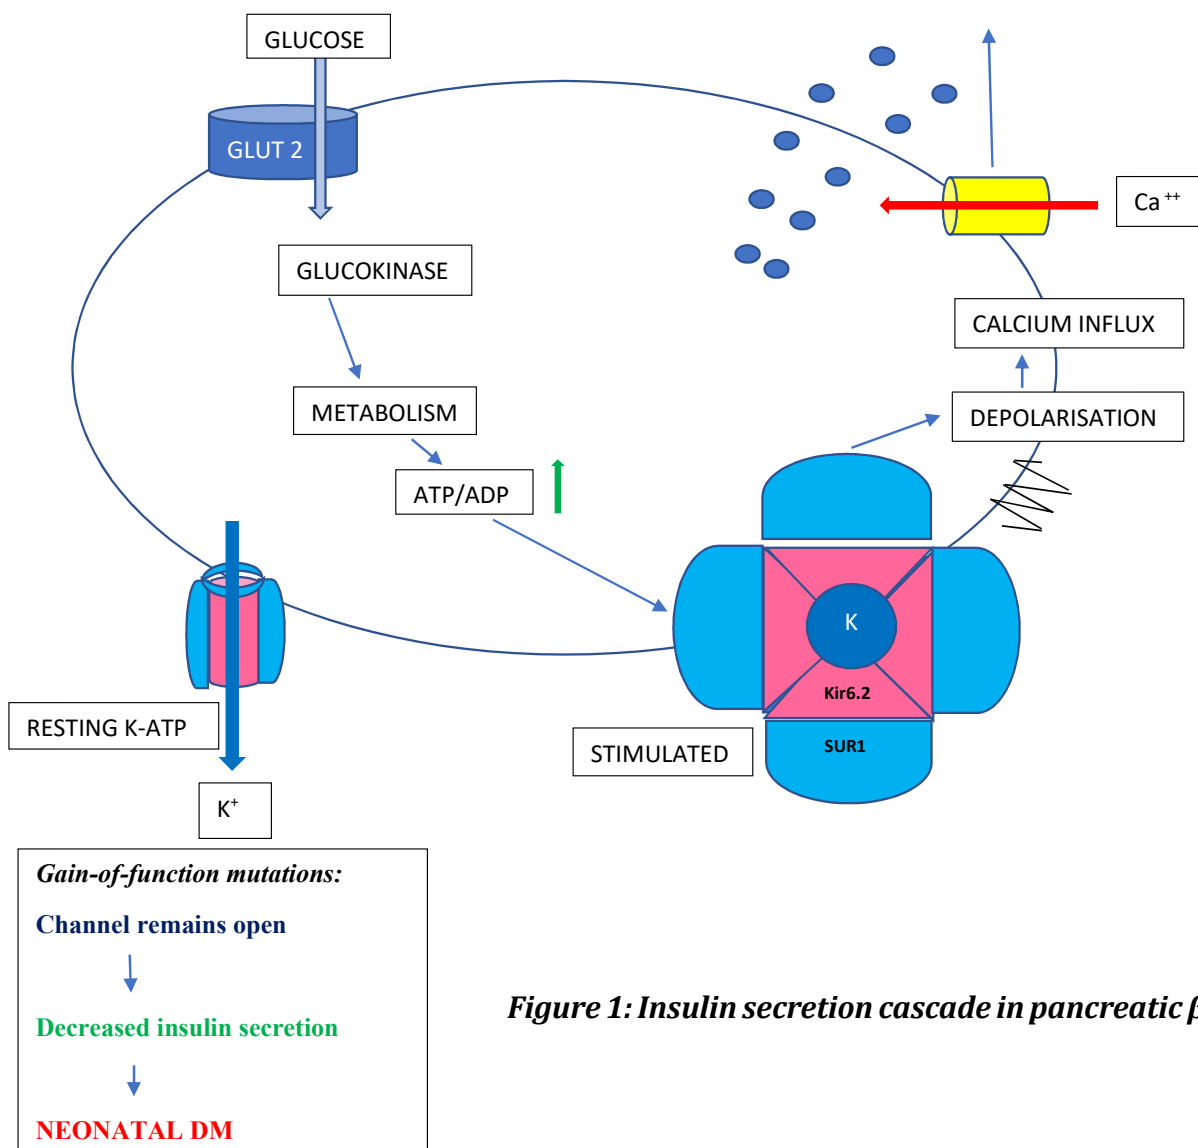 GLUCOSE
GLUT 2
Ca ++
GLUCOKINASE
CALCIUM INFLUX
METABOLISM
DEPOLARISATION
ATP/ADP
K
Kir6.2
RESTING K-ATP
STIMULATED
SUR1
K+
Gain-of-function mutations:
Channel remains open
Decreased insulin secretion
NEONATAL DM
Figure 1: Insulin secretion cascade in pancreatic β